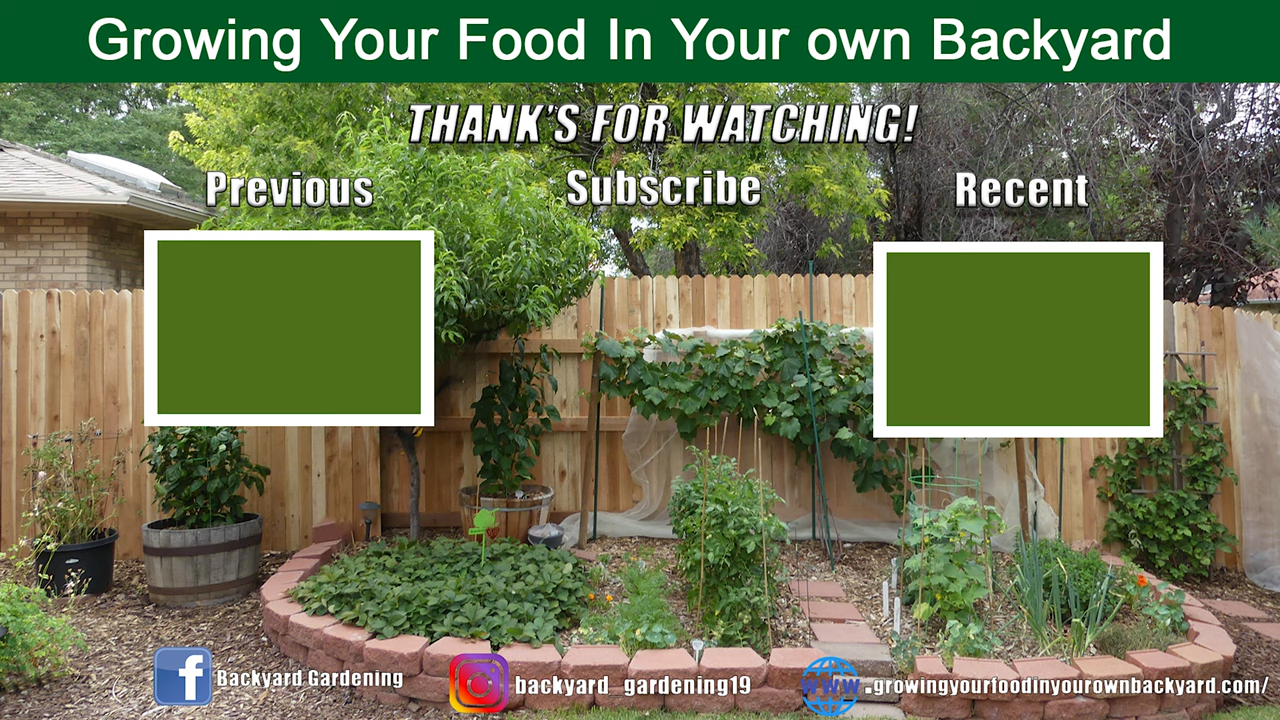 Growing Your Food In Your own Backyard
THANK'S FOR WATCHING!
Previous
Subscribe
Recent
f Backyard Gardening
backyard gardening19
www.growingyourfoodinyourownbackyard.com/